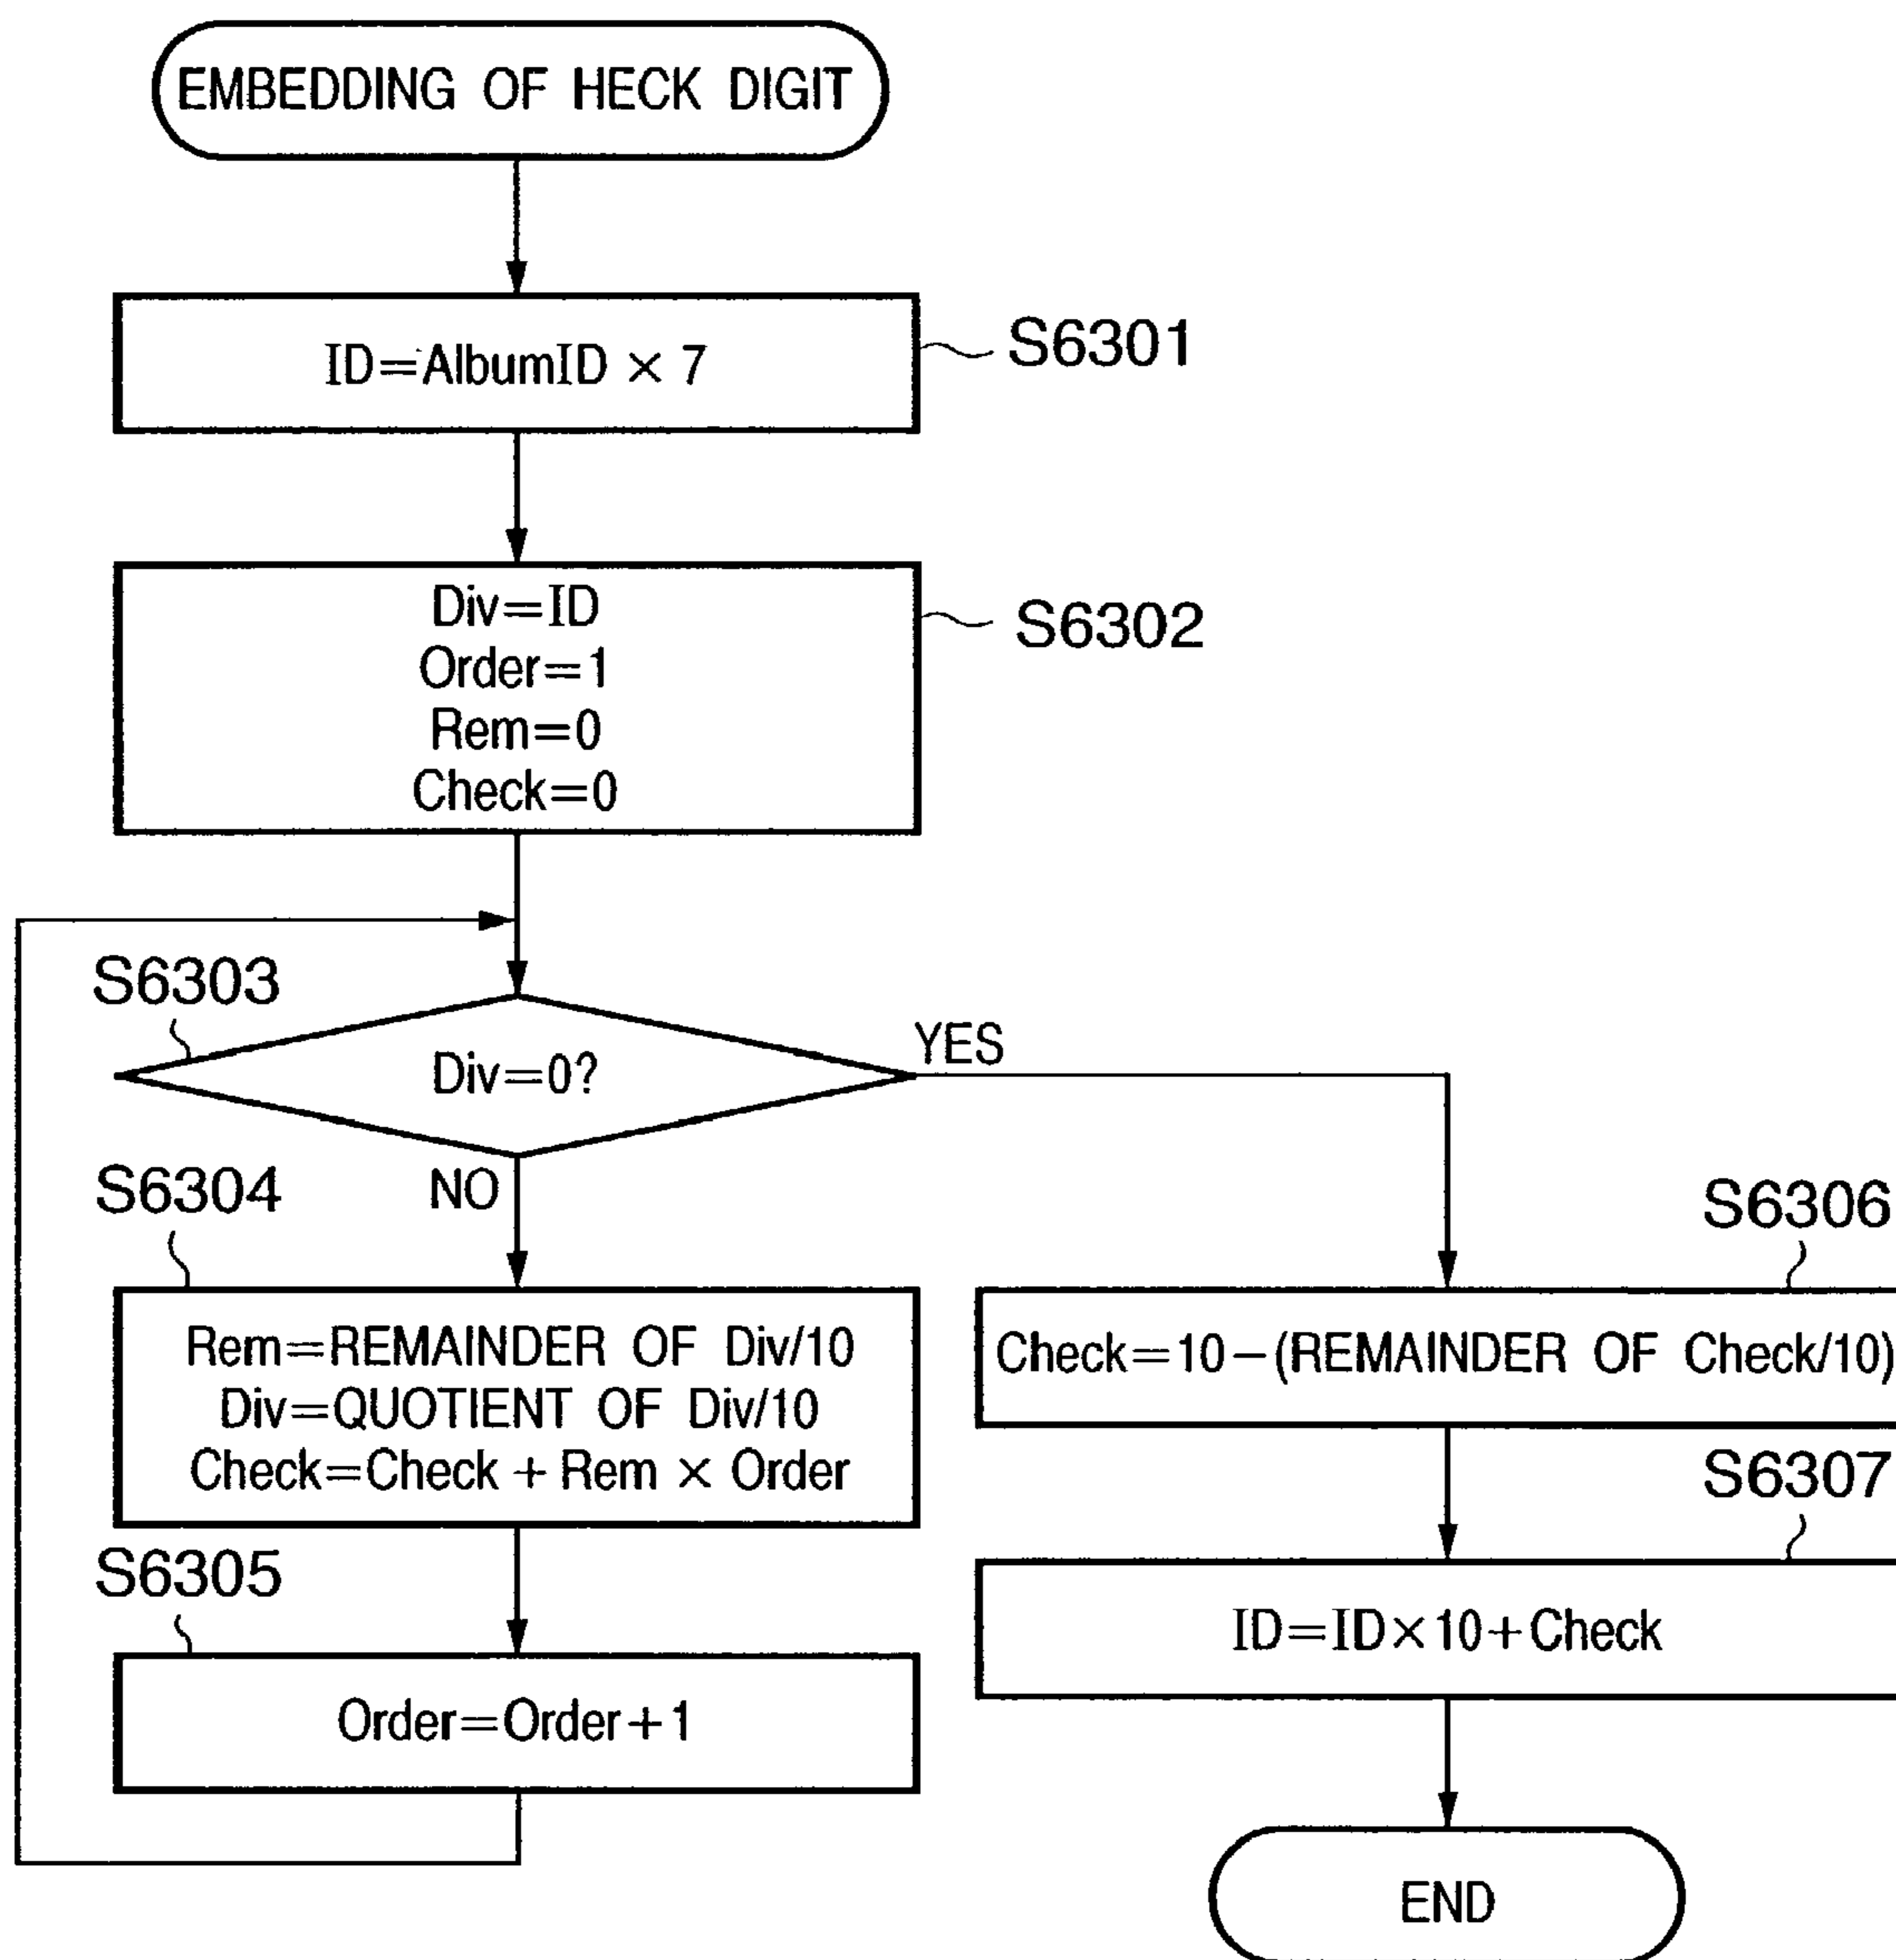 EMBEDDING OF HECK DIGIT
ID=AlbumID × 7
S6301
Div=ID
Order=1
Rem=0
Check=0
S6302
S6303
Div=0?
YES
NO
S6304
Rem=REMAINDER OF Div/10
Div=QUOTIENT OF Div/10
Check=Check + Rem × Order
S6305
Order=Order+1
S6306
Check=10-(REMAINDER OF Check/10)
S6307
ID=ID×10+Check
END